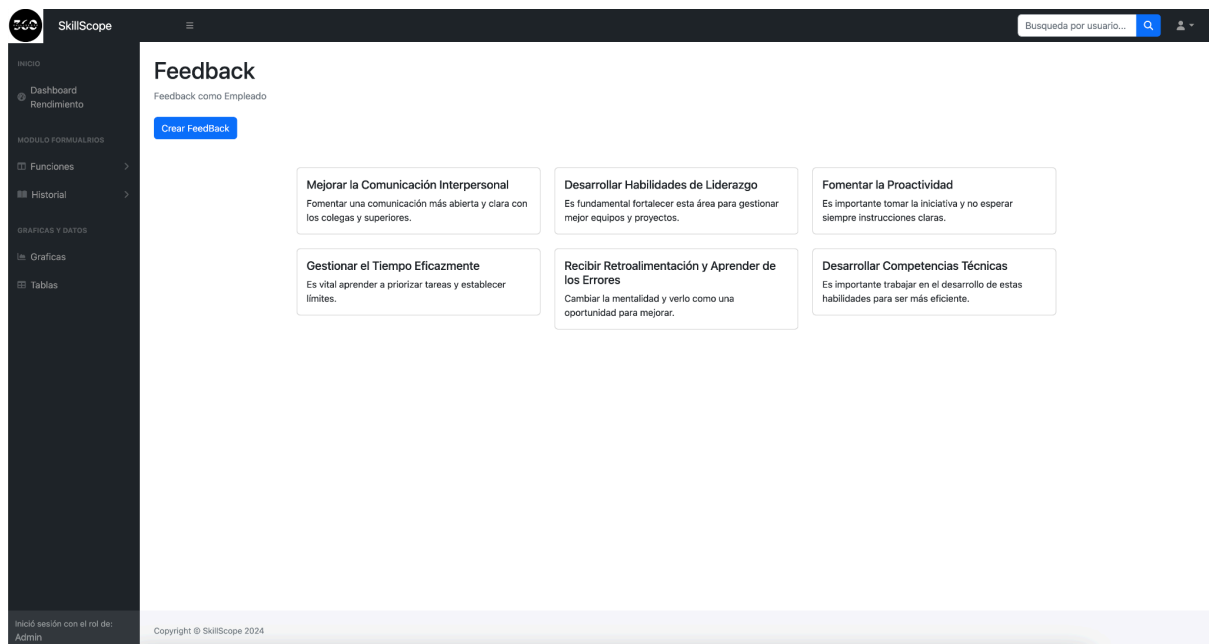 360
SkillScope
Busqueda por usuario...
INICIO
Dashboard
Rendimiento
MODULO FORMUALRIOS
Funciones
Historial
GRAFICAS Y DATOS
Graficas
Tablas
Inició sesión con el rol de:
Admin
Feedback
Feedback como Empleado
Crear FeedBack
Mejorar la Comunicación Interpersonal
Fomentar una comunicación más abierta y clara con
los colegas y superiores.
Desarrollar Habilidades de Liderazgo
Es fundamental fortalecer esta área para gestionar
mejor equipos y proyectos.
Fomentar la Proactividad
Es importante tomar la iniciativa y no esperar
siempre instrucciones claras.
Gestionar el Tiempo Eficazmente
Es vital aprender a priorizar tareas y establecer
límites.
Recibir Retroalimentación y Aprender de
los Errores
Cambiar la mentalidad y verlo como una
oportunidad para mejorar.
Desarrollar Competencias Técnicas
Es importante trabajar en el desarrollo de estas
habilidades para ser más eficiente.
Copyright © SkillScope 2024